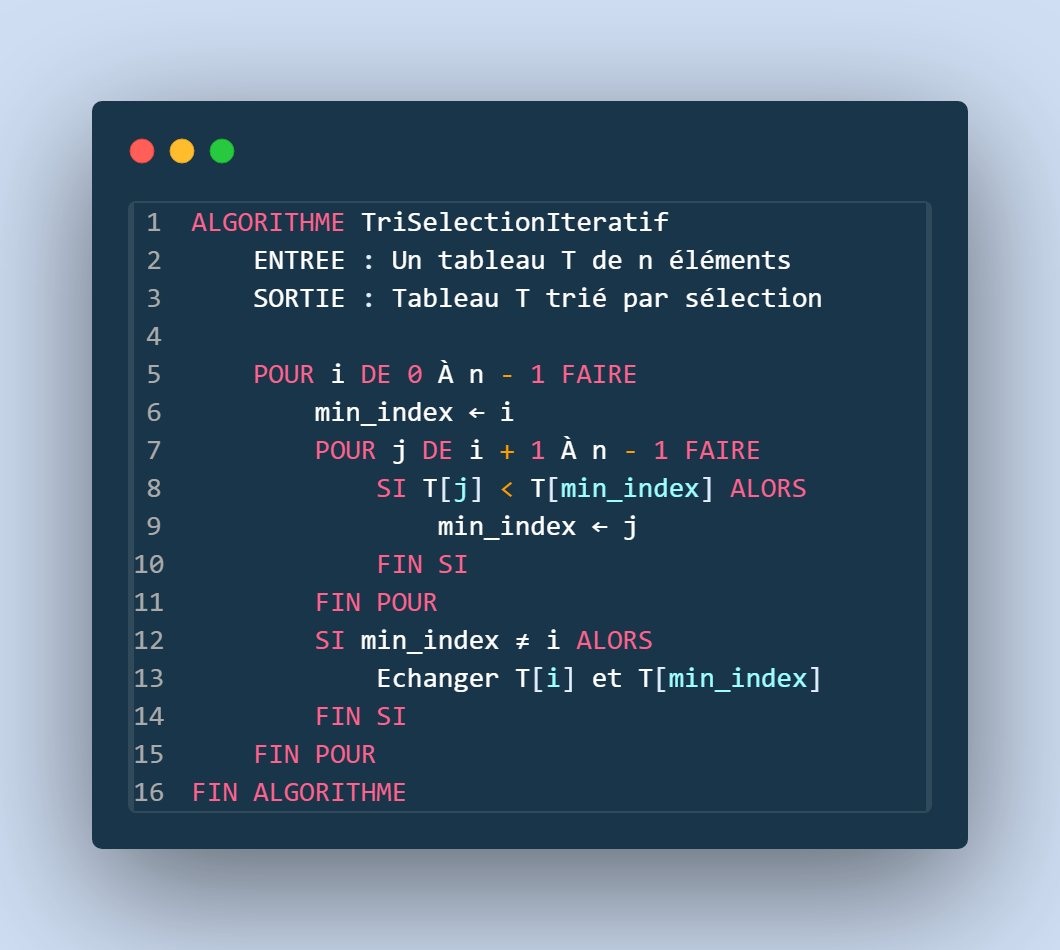 1 ALGORITHME TriSelectionIteratif
2     ENTREE : Un tableau T de n éléments
3     SORTIE : Tableau T trié par sélection
4
5     POUR i DE 0 À n - 1 FAIRE
6         min_index ← i
7         POUR j DE i + 1 À n - 1 FAIRE
8             SI T[j] < T[min_index] ALORS
9                 min_index ← j
10             FIN SI
11         FIN POUR
12         SI min_index ≠ i ALORS
13             Echanger T[i] et T[min_index]
14         FIN SI
15     FIN POUR
16 FIN ALGORITHME